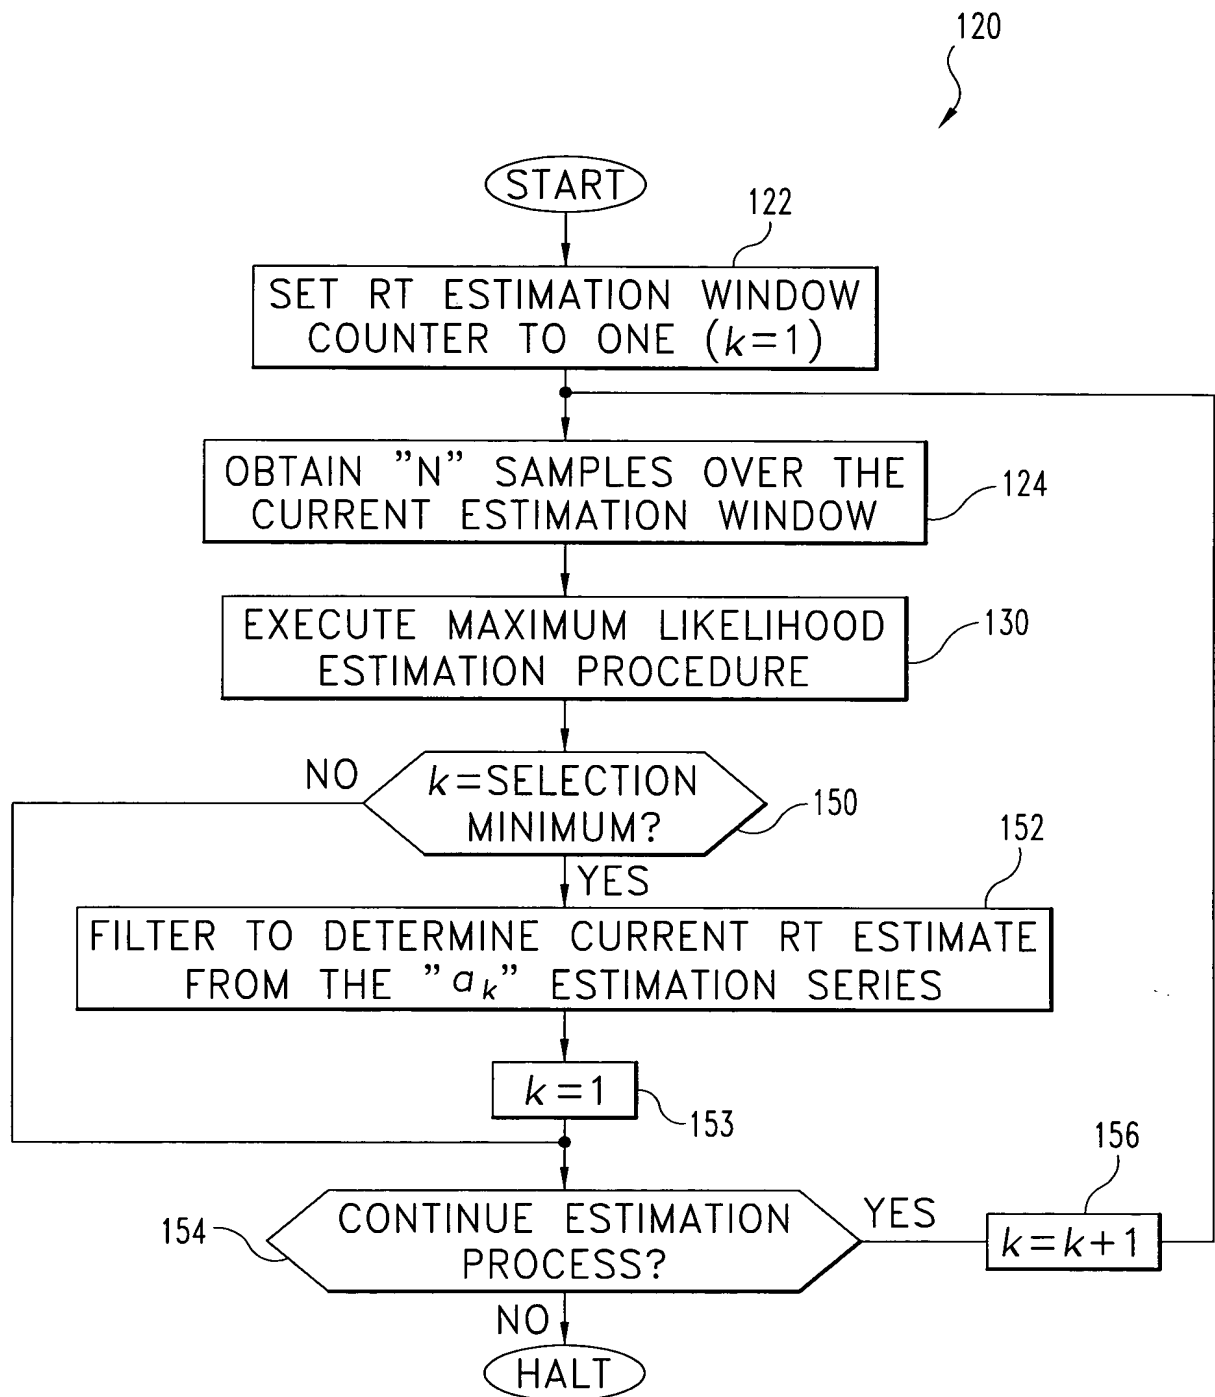 120
START
122
SET RT ESTIMATION WINDOW
COUNTER TO ONE (k=1)
OBTAIN "N" SAMPLES OVER THE
CURRENT ESTIMATION WINDOW
124
EXECUTE MAXIMUM LIKELIHOOD
ESTIMATION PROCEDURE
130
NO
k=SELECTION
MINIMUM?
150
YES
152
FILTER TO DETERMINE CURRENT RT ESTIMATE
FROM THE "ak" ESTIMATION SERIES
k=1
153
156
154
CONTINUE ESTIMATION
PROCESS?
YES
k=k+1
NO
HALT